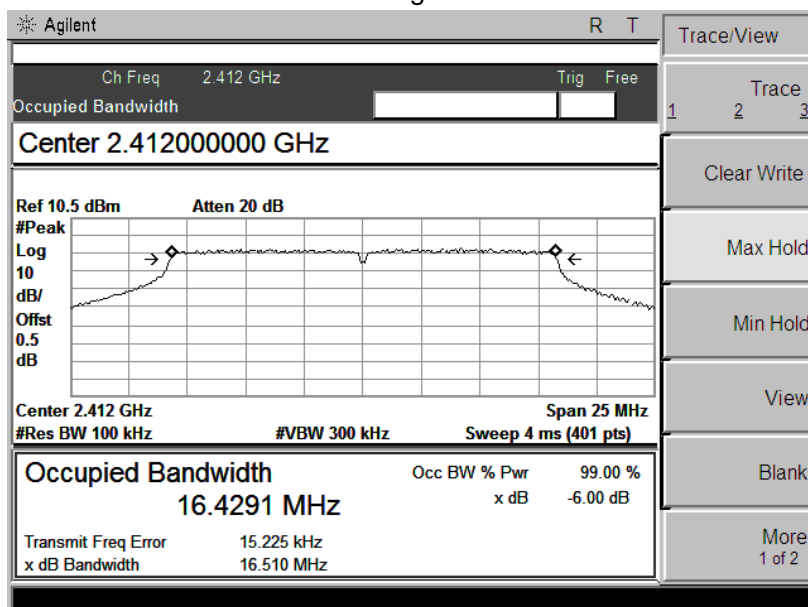 Agilent R T
Trace/View
Ch Freq 2.412 GHz Trig Free
Occupied Bandwidth
Center 2.412000000 GHz
Ref 10.5 dBm Atten 20 dB
#Peak
Log
10
dB/
Offst
0.5
dB
Center 2.412 GHz Span 25 MHz
#Res BW 100 kHz #VBW 300 kHz Sweep 4 ms (401 pts)
Occupied Bandwidth Occ BW % Pwr 99.00 %
16.4291 MHz x dB -6.00 dB
Transmit Freq Error 15.225 kHz
x dB Bandwidth 16.510 MHz
Trace
1 2 3
Clear Write
Max Hold
Min Hold
View
Blank
More
1 of 2